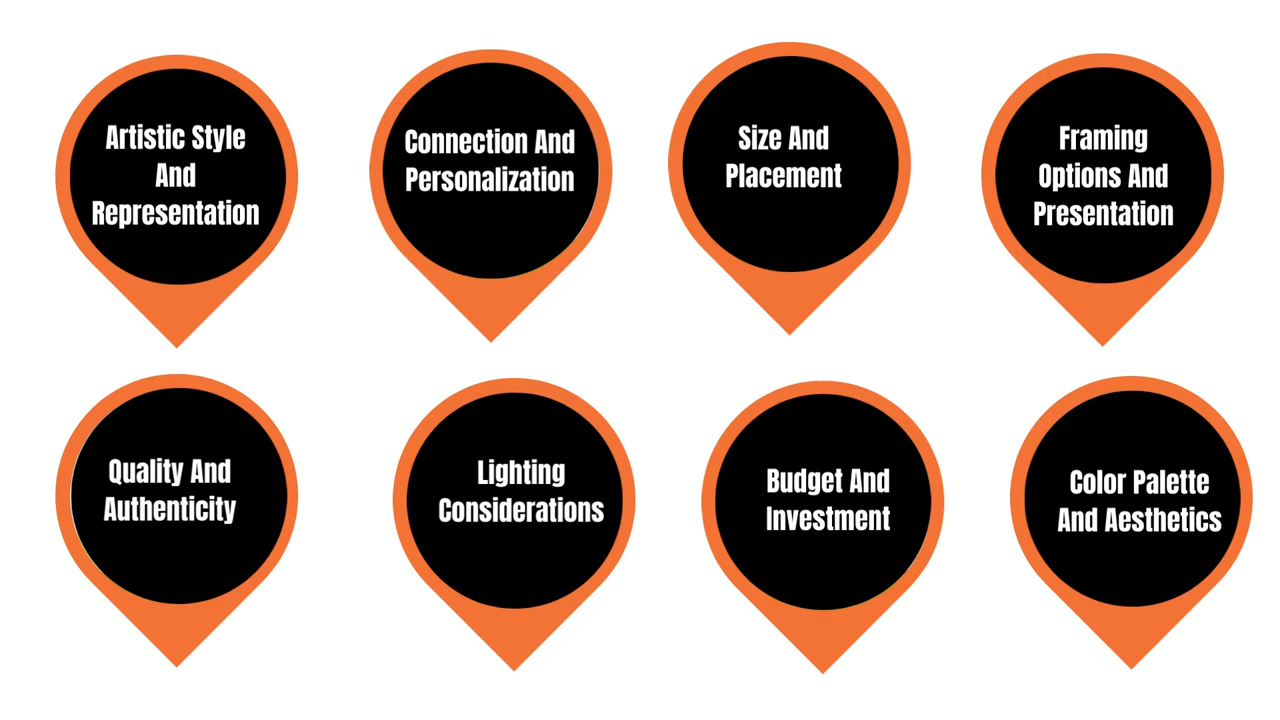 Artistic Style
And
Representation
Connection And
Personalization
Size And
Placement
Framing
Options And
Presentation
Quality And
Authenticity
Lighting
Considerations
Budget And
Investment
Color Palette
And Aesthetics